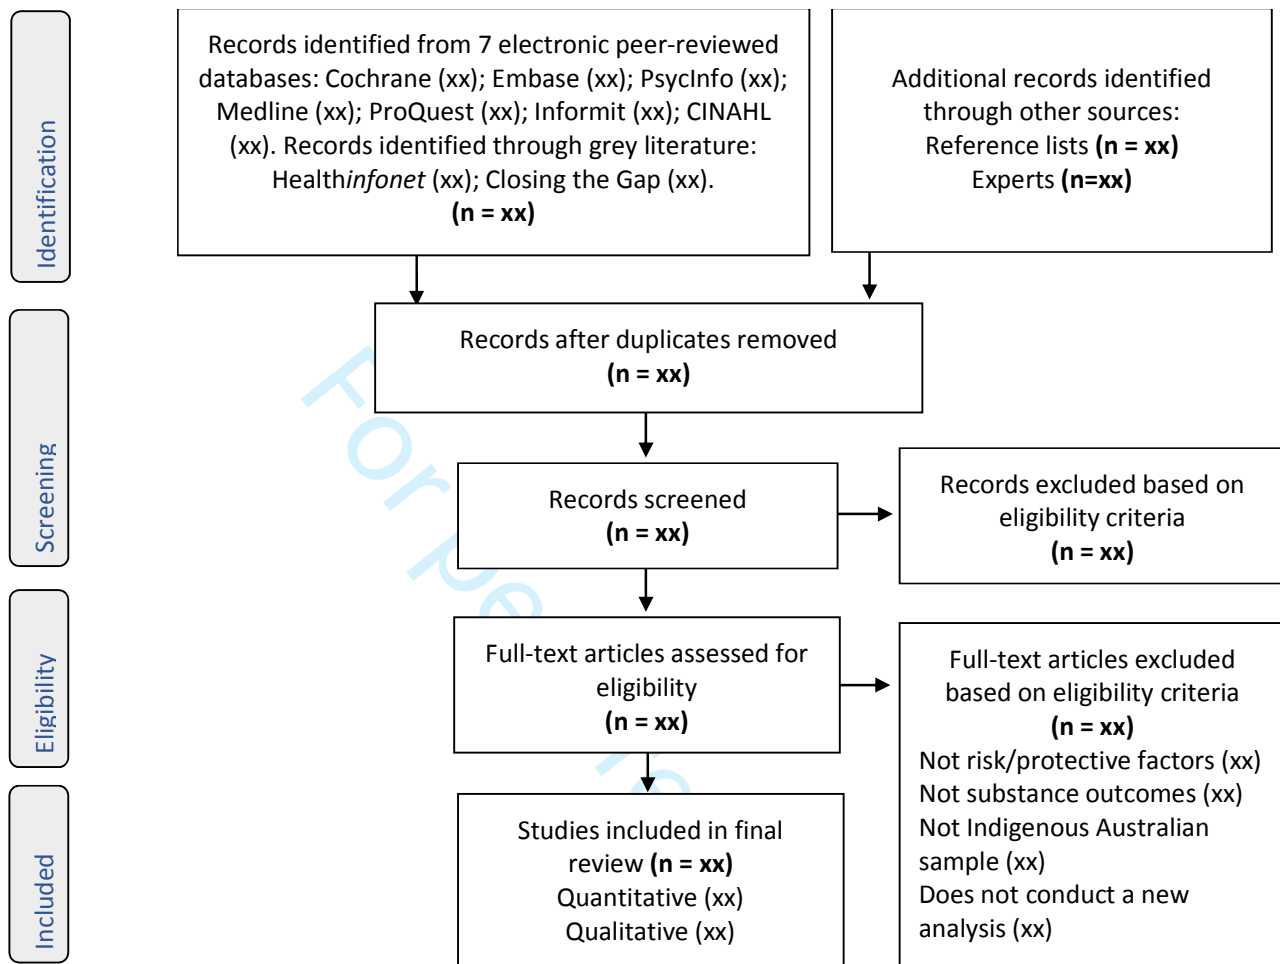 Identification
Records identified from 7 electronic peer-reviewed
databases: Cochrane (xx); Embase (xx); PsycInfo (xx);
Medline (xx); ProQuest (xx); Informit (xx); CINAHL
(xx). Records identified through grey literature:
Healthinfonet (xx); Closing the Gap (xx).
(n = xx)
Additional records identified
through other sources:
Reference lists (n = xx)
Experts (n=xx)
Screening
Records after duplicates removed
(n = xx)
Records screened
(n = xx)
Records excluded based on
eligibility criteria
(n = xx)
Eligibility
Full-text articles assessed for
eligibility
(n = xx)
Full-text articles excluded
based on eligibility criteria
(n = xx)
Not risk/protective factors (xx)
Not substance outcomes (xx)
Not Indigenous Australian
sample (xx)
Does not conduct a new
analysis (xx)
Included
Studies included in final
review (n = xx)
Quantitative (xx)
Qualitative (xx)
For